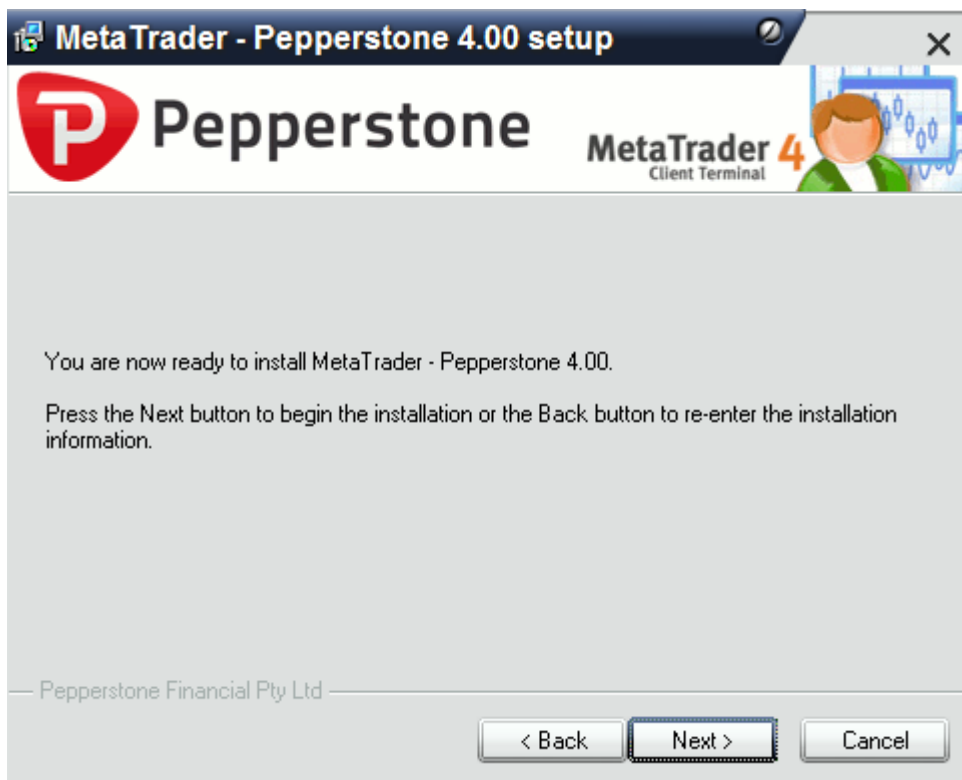 MetaTrader - Pepperstone 4.00 setup
P Pepperstone
MetaTrader 4
Client Terminal
You are now ready to install MetaTrader - Pepperstone 4.00.
Press the Next button to begin the installation or the Back button to re-enter the installation
information.
Pepperstone Financial Pty Ltd
< Back Next > Cancel